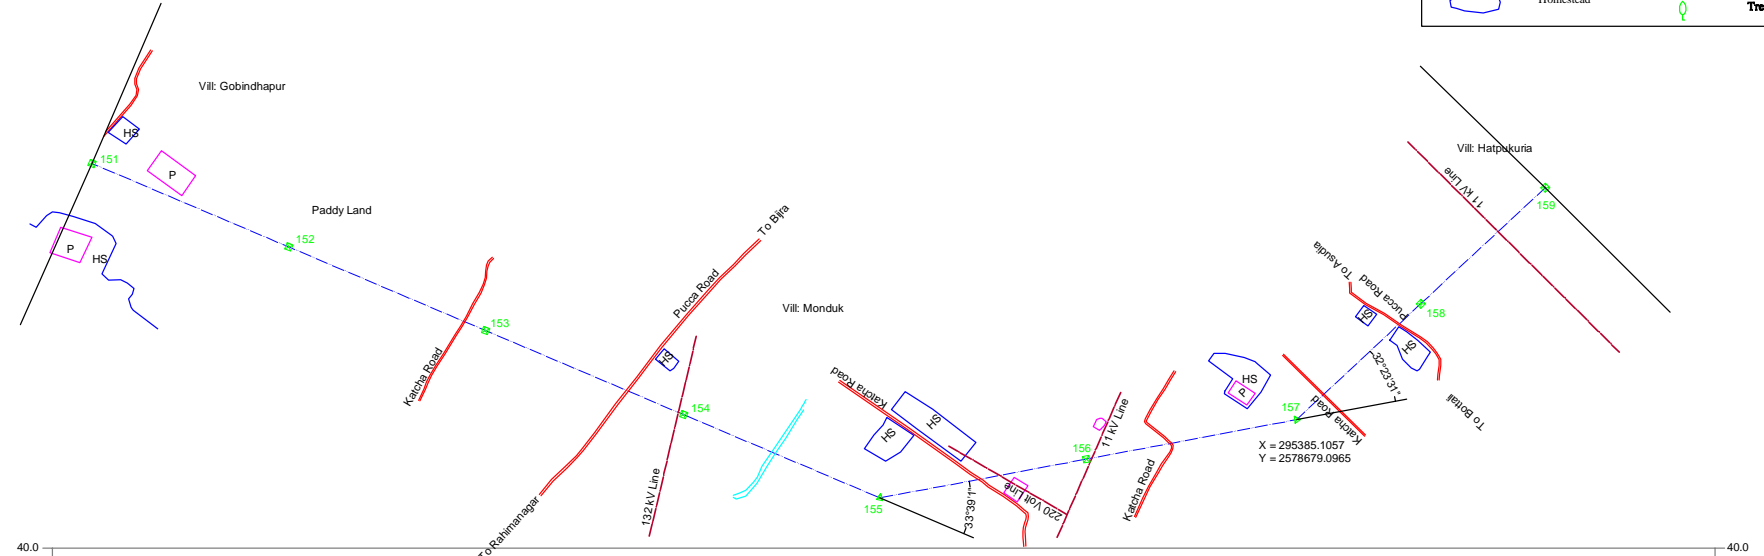 Homestead
Tre
Vill: Gobindhapur
HS
151
P
Vill: Hatpukuria
11 kV Line
159
Paddy Land
To Bijra
P
HS
152
To Asudia
Pucca Road
Pucca Road
158
Vill: Monduk
HS
153
HS
HS
Katcha Road
32°23'31"
Katcha Road
HS
P
To Bottali
154
157
Katcha Road
HS
HS
11 kV Line
156
X = 295385.1057
Y = 2578679.0965
132 kV Line
155
33°39'1"
220 Volt Line
Katcha Road
To Rahimanagar
40.0
40.0